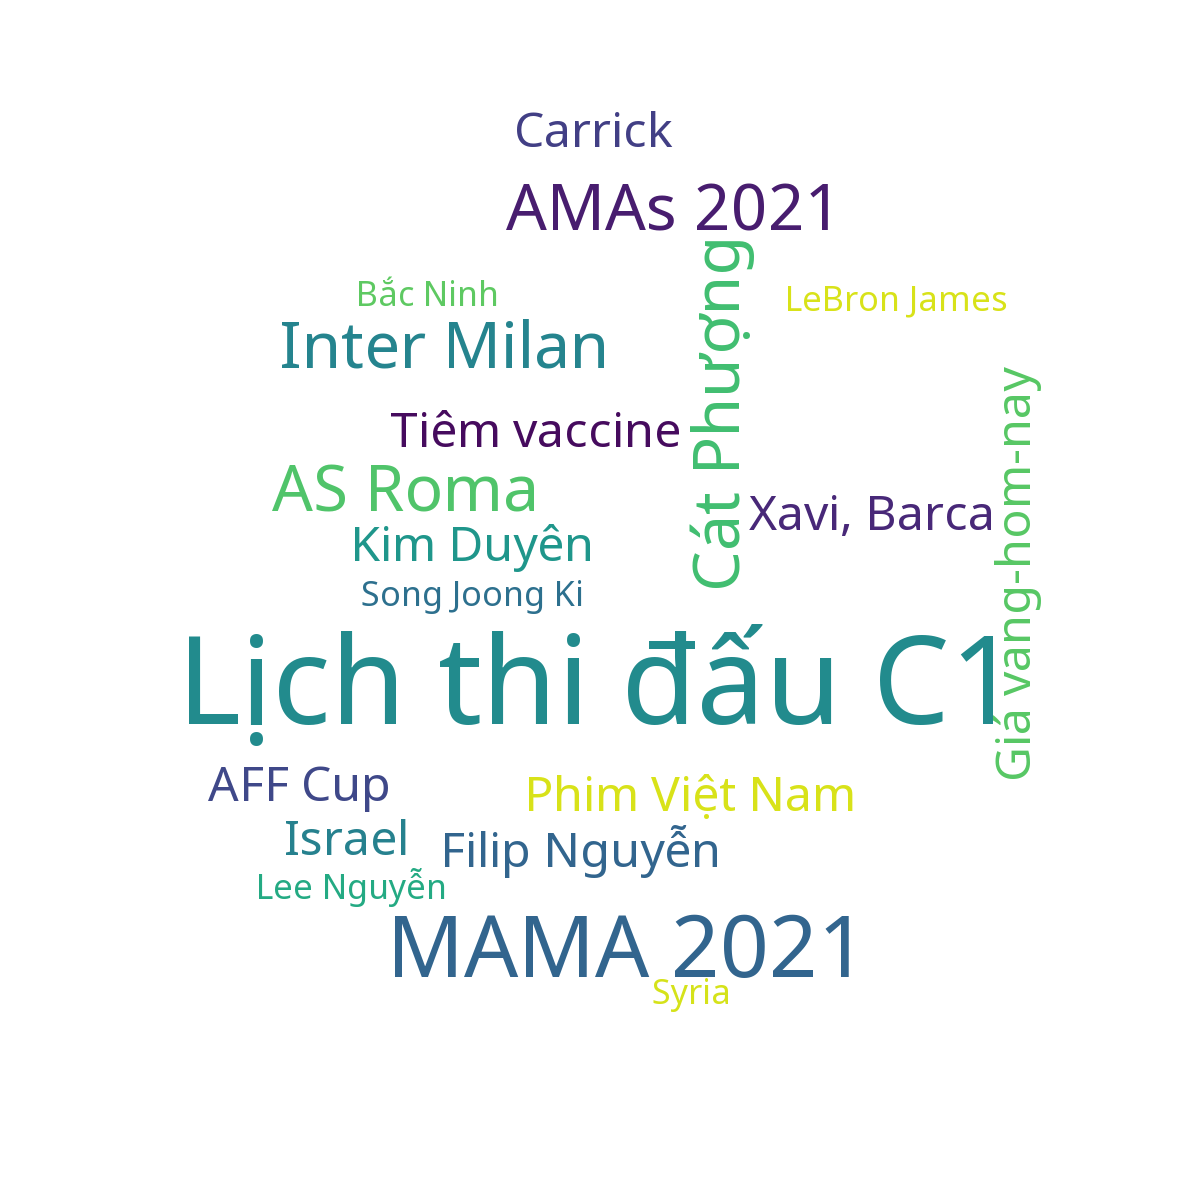 Carrick
AMAs 2021
Cát Phượng
Bắc Ninh
LeBron James
Inter Milan
Giá vang-hom-nay
Tiêm vaccine
AS Roma
Xavi, Barca
Kim Duyên
Song Joong Ki
Lịch thi đấu C1
AFF Cup
Phim Việt Nam
Israel
Filip Nguyễn
Lee Nguyễn
MAMA 2021
Syria